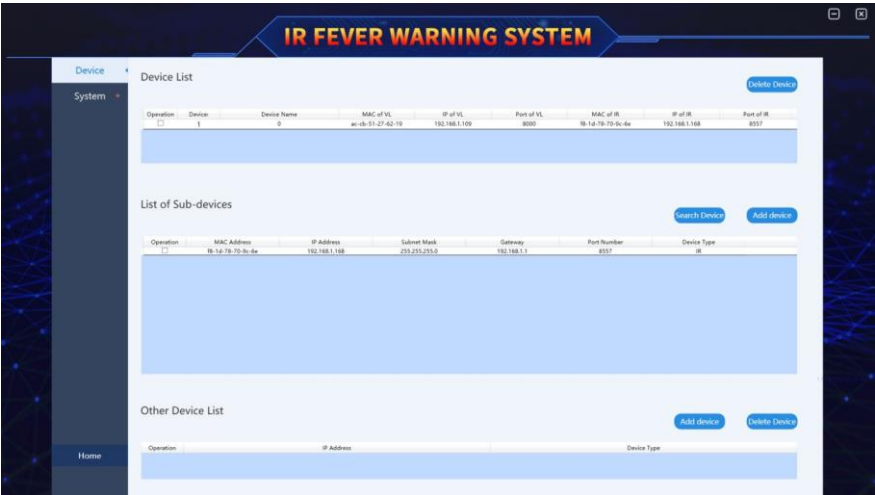 IR FEVER WARNING SYSTEM
Device
System +
Device List
Delete Device
Operation Device Device Name MAC of VL IP of VL Port of VL MAC of IR IP of IR Port of IR
1 0 ac-cb-51-27-62-19 192.168.1.109 8000 f8-1d-78-70-9c-6e 192.168.1.168 8557
List of Sub-devices
Search Device Add device
Operation MAC Address IP Address Subnet Mask Gateway Port Number Device Type
f8-1d-78-70-9c-6e 192.168.1.168 255.255.255.0 192.168.1.1 8557 IR
Other Device List
Add device Delete Device
Operation IP Address Device Type
Home